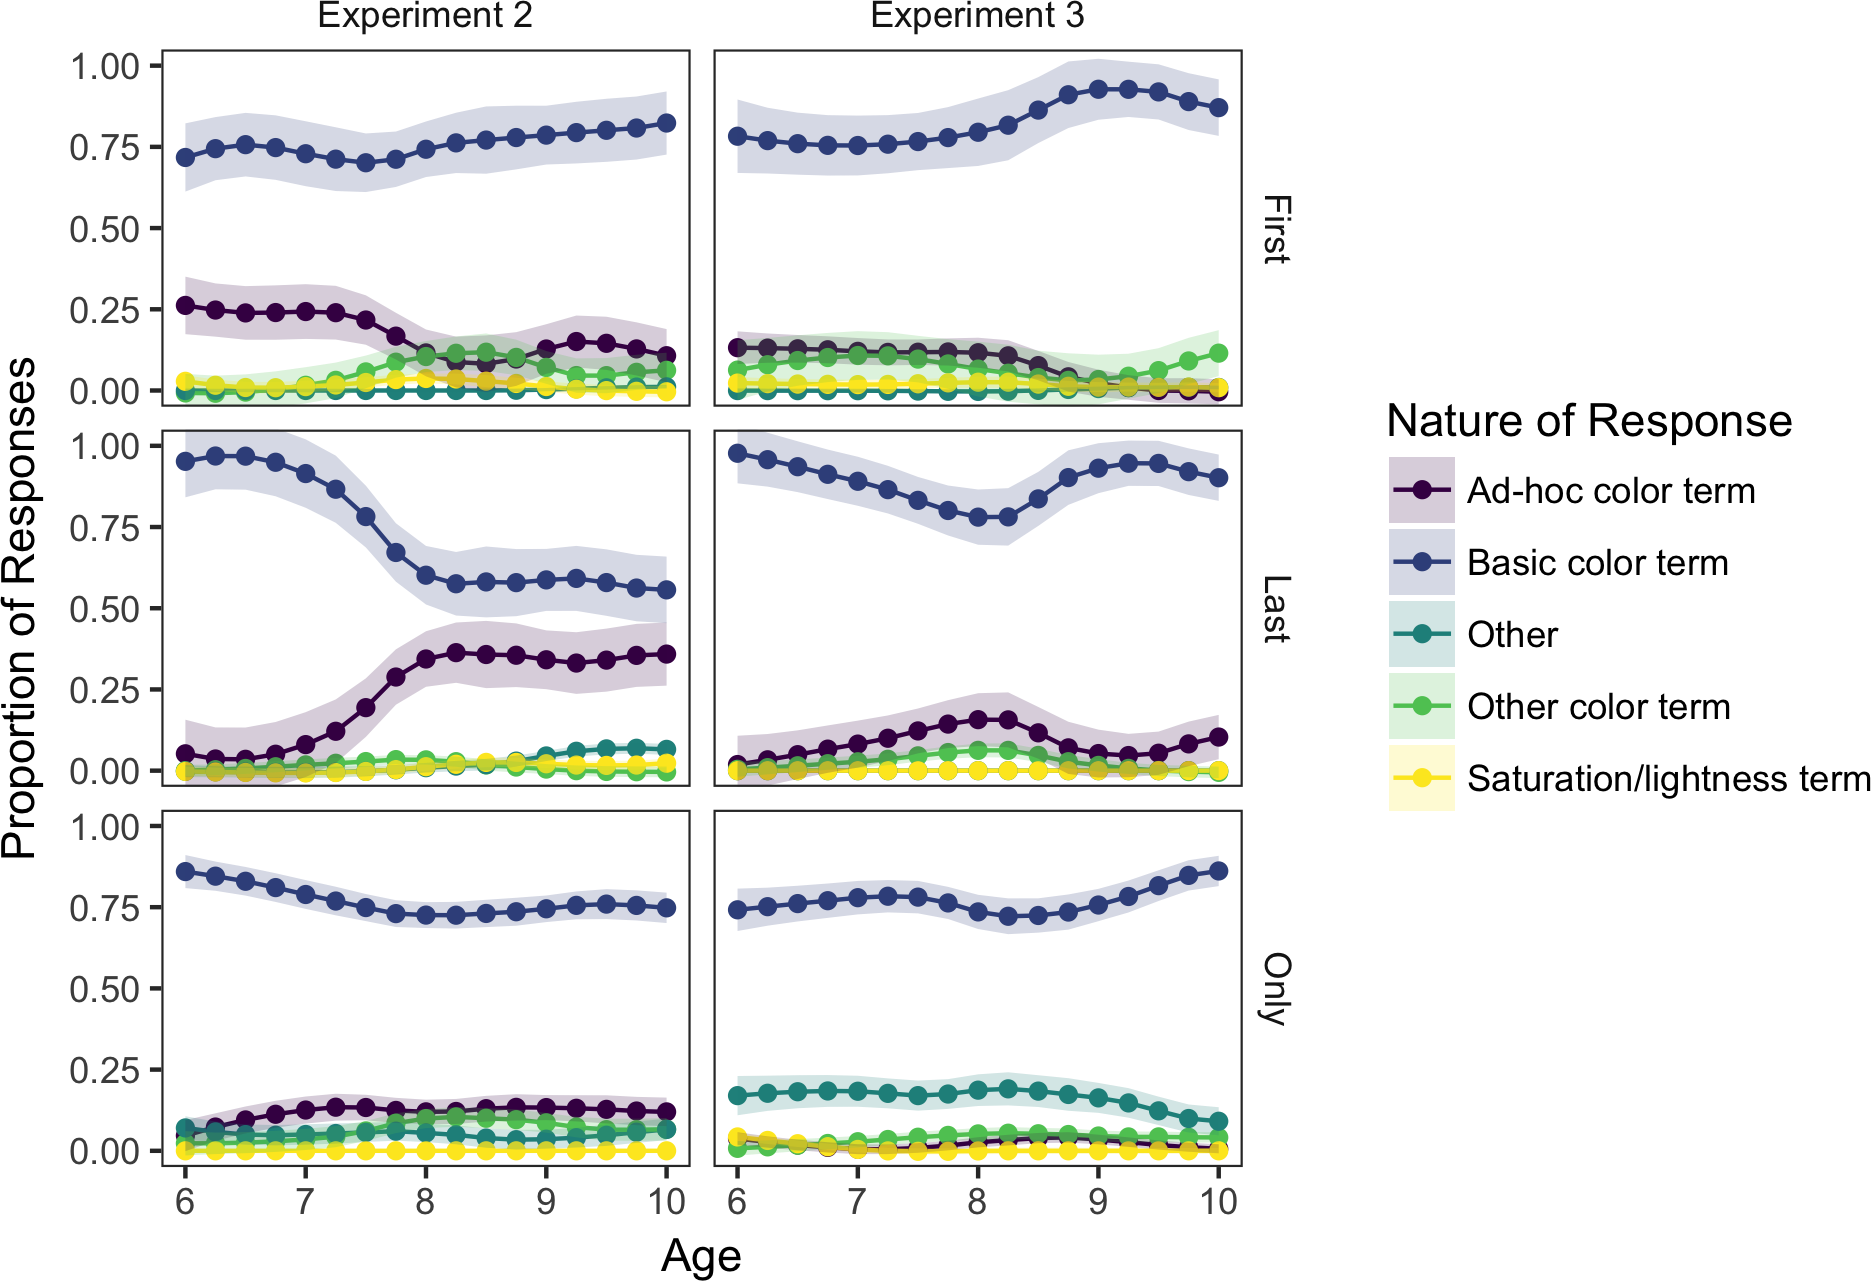 Experiment 2
Experiment 3
1.00
0.75
0.50
0.25
0.00
First
1.00
0.75
0.50
0.25
0.00
Last
1.00
0.75
0.50
0.25
0.00
Only
6 7 8 9 10
6 7 8 9 10
Age
Proportion of Responses
Nature of Response
Ad-hoc color term
Basic color term
Other
Other color term
Saturation/lightness term